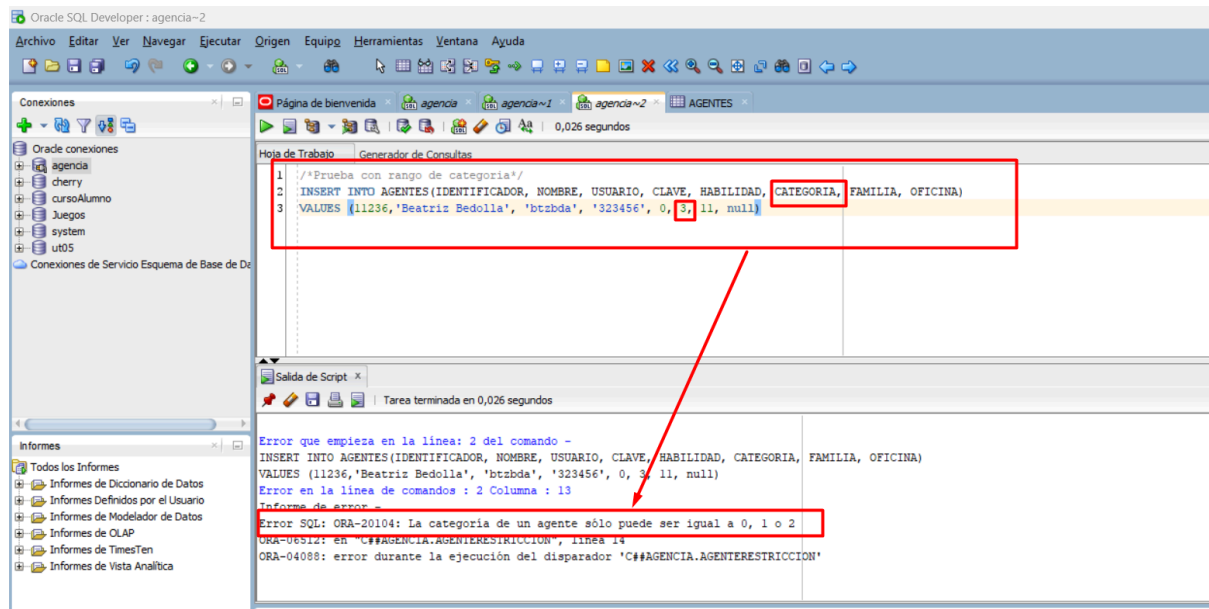 Oracle SQL Developer : agencia~2
Archivo Editar Ver Navegar Ejecutar Origen Equipo Herramientas Ventana Ayuda
Conexiones
Oracle conexiones
agencia
cherry
cursoAlumno
Juegos
system
ut05
Conexiones de Servicio Esquema de Base de Da
Informes
Todos los Informes
Informes de Diccionario de Datos
Informes Definidos por el Usuario
Informes de Modelador de Datos
Informes de OLAP
Informes de TimesTen
Informes de Vista Analítica
Página de bienvenida agencia agencia~1 agencia~2 AGENTES
0,026 segundos
Hoja de Trabajo Generador de Consultas
1 /*Prueba con rango de categoria*/
2 INSERT INTO AGENTES(IDENTIFICADOR, NOMBRE, USUARIO, CLAVE, HABILIDAD, CATEGORIA, FAMILIA, OFICINA)
3 VALUES (11236,'Beatriz Bedolla', 'btzbda', '323456', 0, 3, 11, null)
Salida de Script
Tarea terminada en 0,026 segundos
Error que empieza en la línea: 2 del comando -
INSERT INTO AGENTES(IDENTIFICADOR, NOMBRE, USUARIO, CLAVE, HABILIDAD, CATEGORIA, FAMILIA, OFICINA)
VALUES (11236,'Beatriz Bedolla', 'btzbda', '323456', 0, 3, 11, null)
Error en la línea de comandos : 2 Columna : 13
Informe de error -
Error SQL: ORA-20104: La categoría de un agente sólo puede ser igual a 0, 1 o 2
ORA-06512: en "C##AGENCIA.AGENTERESTRICCION", línea 14
ORA-04088: error durante la ejecución del disparador 'C##AGENCIA.AGENTERESTRICCION'